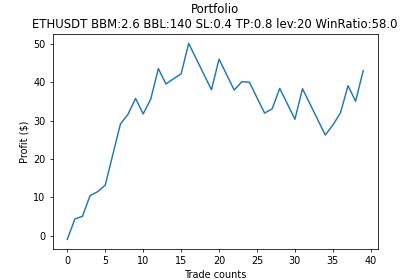 Portfolio
ETHUSDT BBM:2.6 BBL:140 SL:0.4 TP:0.8 lev:20 WinRatio:58.0
Profit ($)
50
40
30
20
10
0
0 5 10 15 20 25 30 35 40
Trade counts